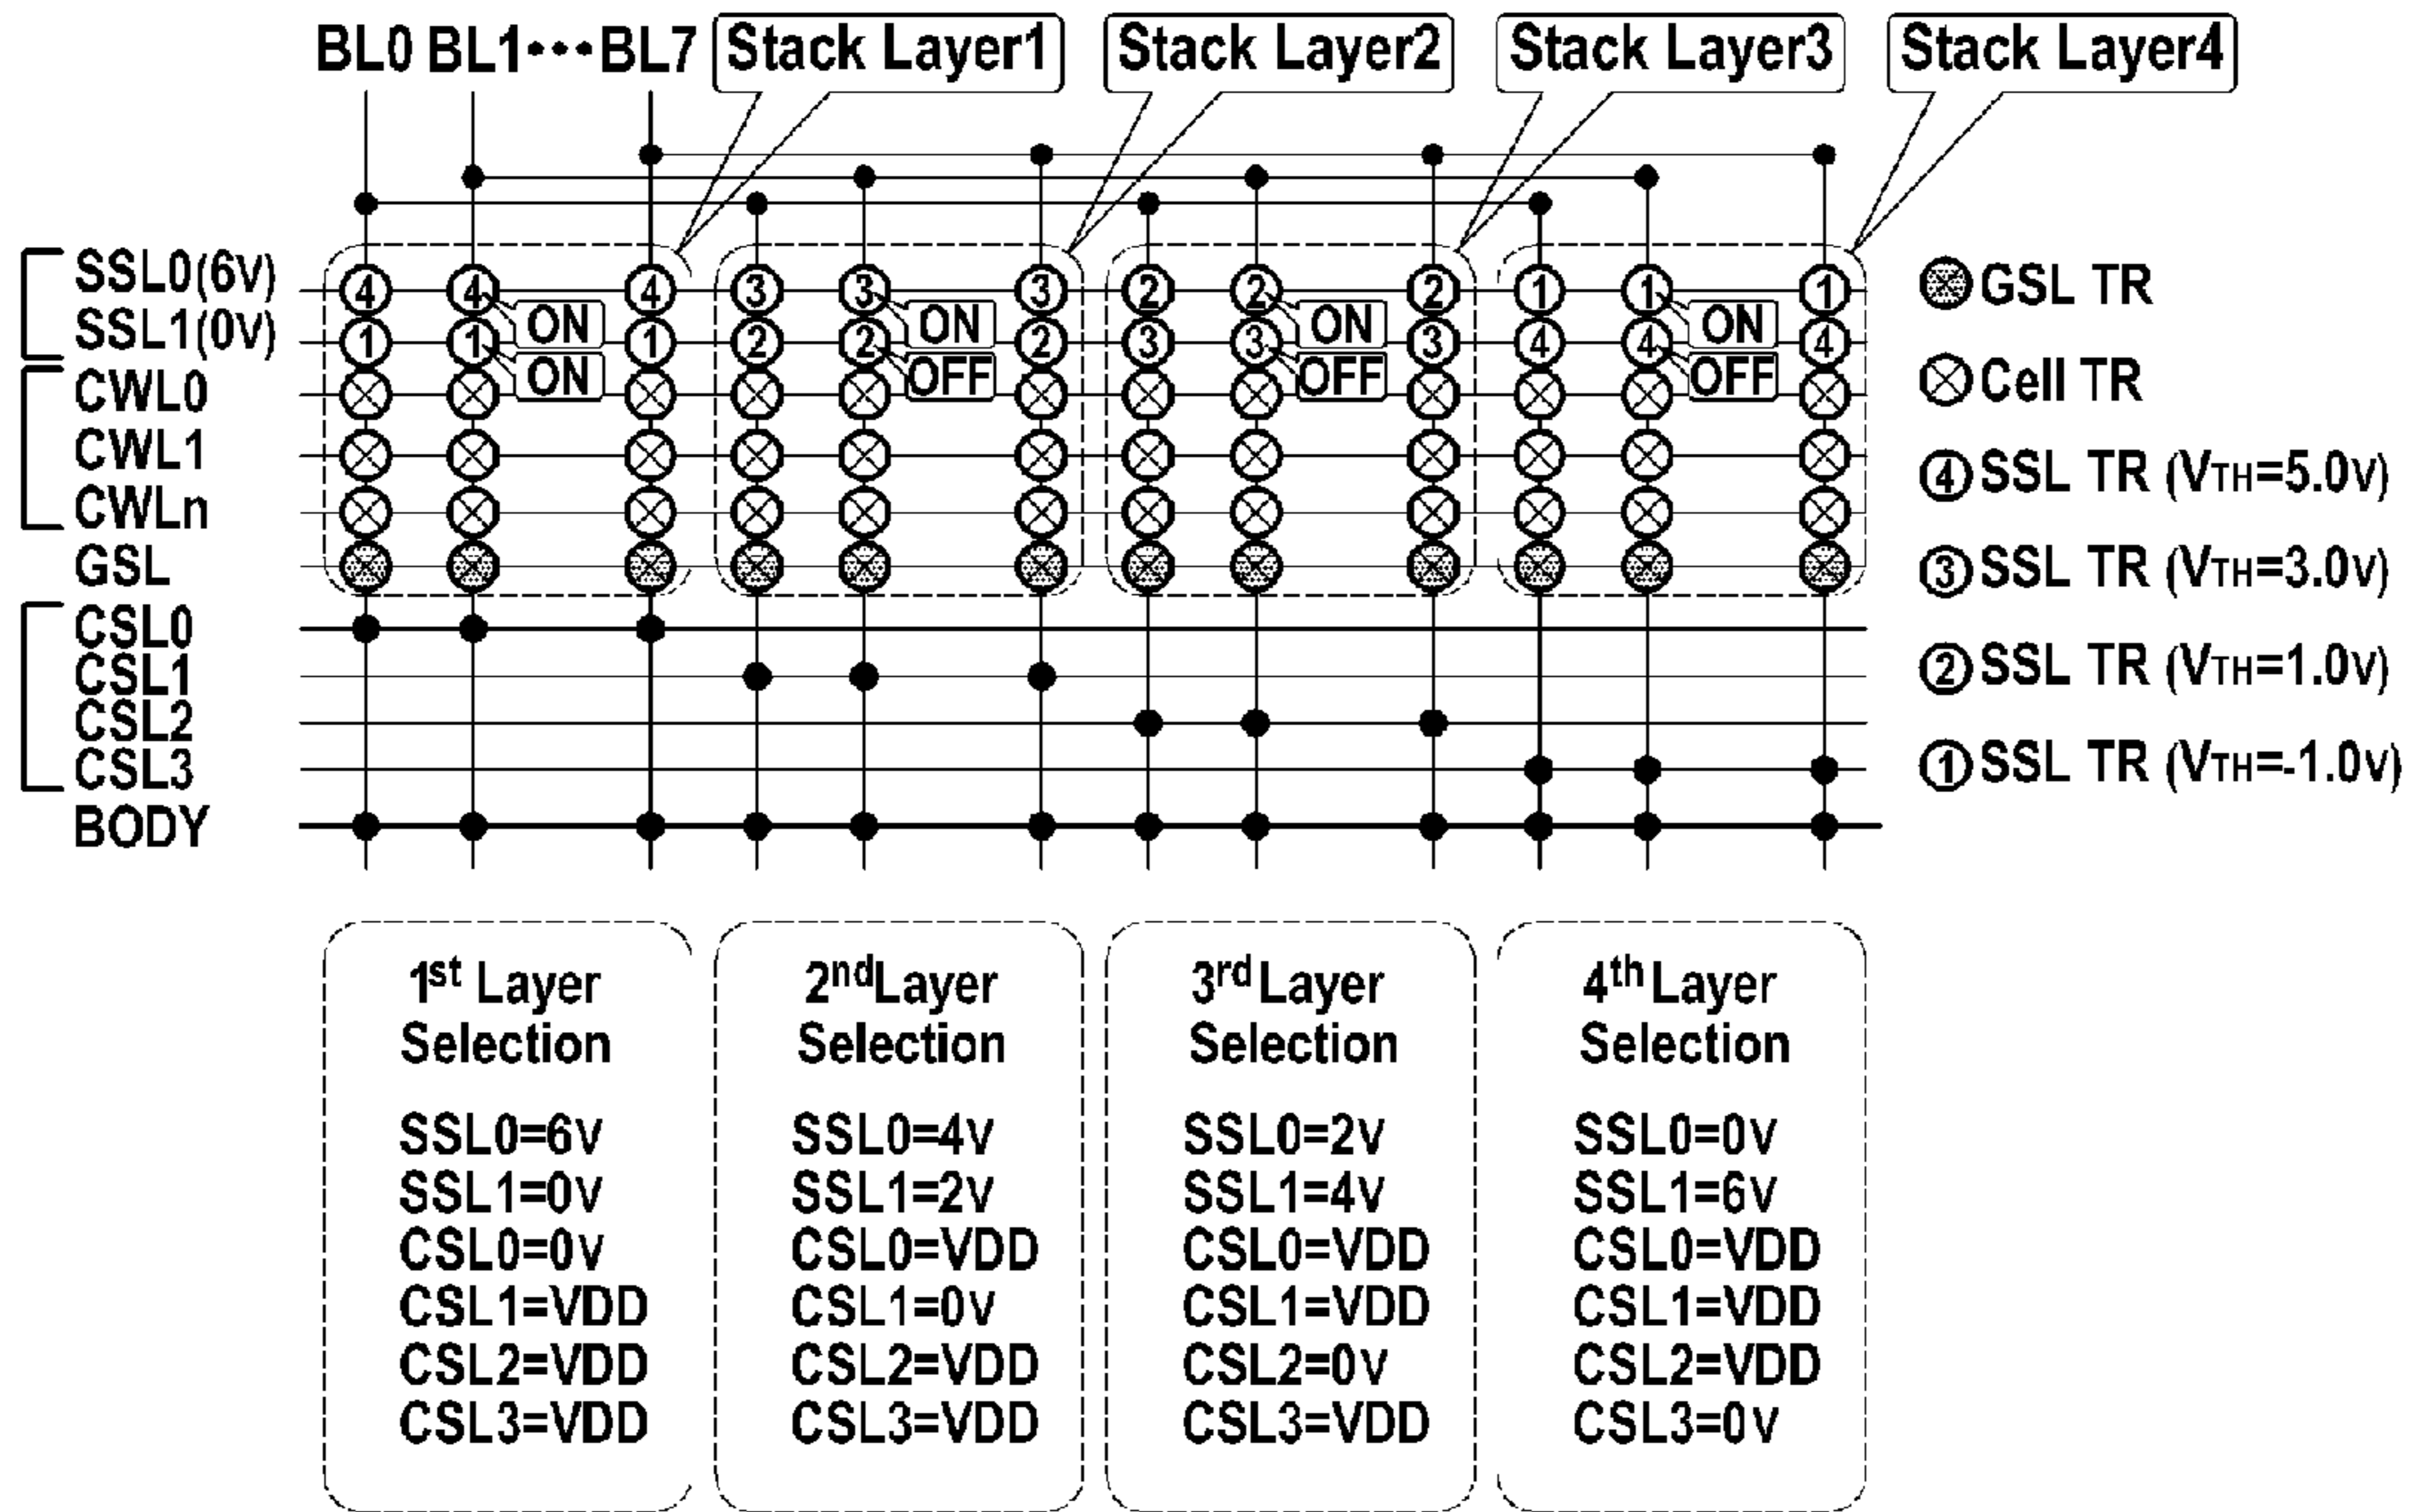 BL0 BL1•••BL7 Stack Layer1 Stack Layer2 Stack Layer3 Stack Layer4
SSL0(6V) 4 4 4 3 3 3 2 2 2 1 1 1
ON ON ON ON
SSL1(0V) 1 1 1 2 2 2 3 3 3 4 4 4
ON OFF OFF OFF
CWL0
CWL1
CWLn
GSL
CSL0
CSL1
CSL2
CSL3
BODY
GSL TR
Cell TR
4 SSL TR (VTH=5.0V)
3 SSL TR (VTH=3.0V)
2 SSL TR (VTH=1.0V)
1 SSL TR (VTH=-1.0V)
1st Layer
Selection
SSL0=6V
SSL1=0V
CSL0=0V
CSL1=VDD
CSL2=VDD
CSL3=VDD
2nd Layer
Selection
SSL0=4V
SSL1=2V
CSL0=VDD
CSL1=0V
CSL2=VDD
CSL3=VDD
3rd Layer
Selection
SSL0=2V
SSL1=4V
CSL0=VDD
CSL1=VDD
CSL2=0V
CSL3=VDD
4th Layer
Selection
SSL0=0V
SSL1=6V
CSL0=VDD
CSL1=VDD
CSL2=VDD
CSL3=0V